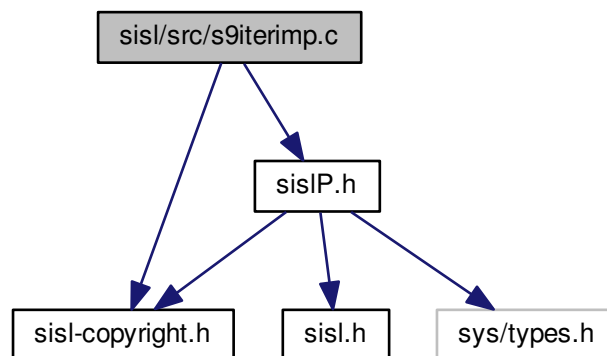 sisl/src/s9iterimp.c
sislP.h
sisl-copyright.h
sisl.h
sys/types.h